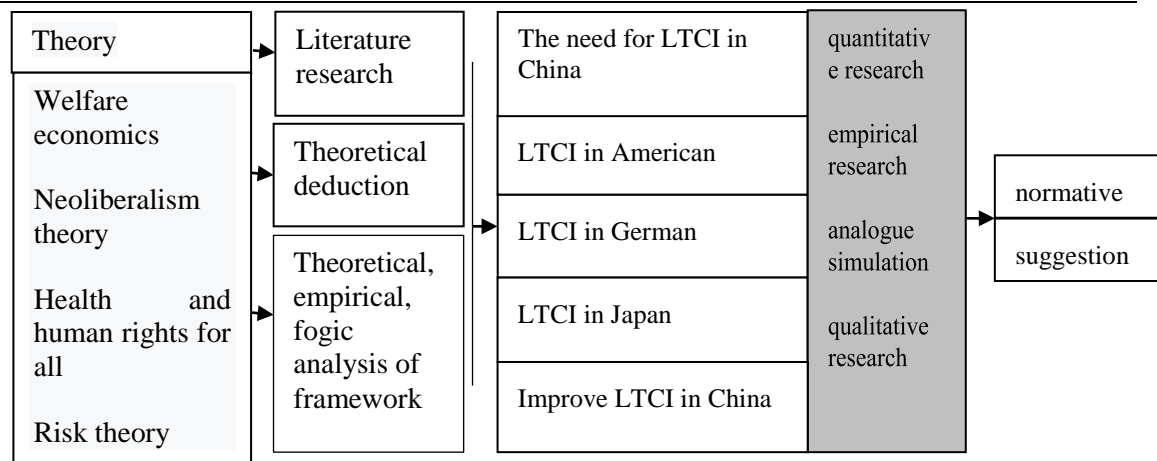 Theory
Welfare
economics
Neoliberalism
theory
Health and
human rights for
all
Risk theory
Literature
research
Theoretical
deduction
Theoretical,
empirical,
fogic
analysis of
framework
The need for LTCI in
China
LTCI in American
LTCI in German
LTCI in Japan
Improve LTCI in China
quantitativ
e research
empirical
research
analogue
simulation
qualitative
research
normative
suggestion